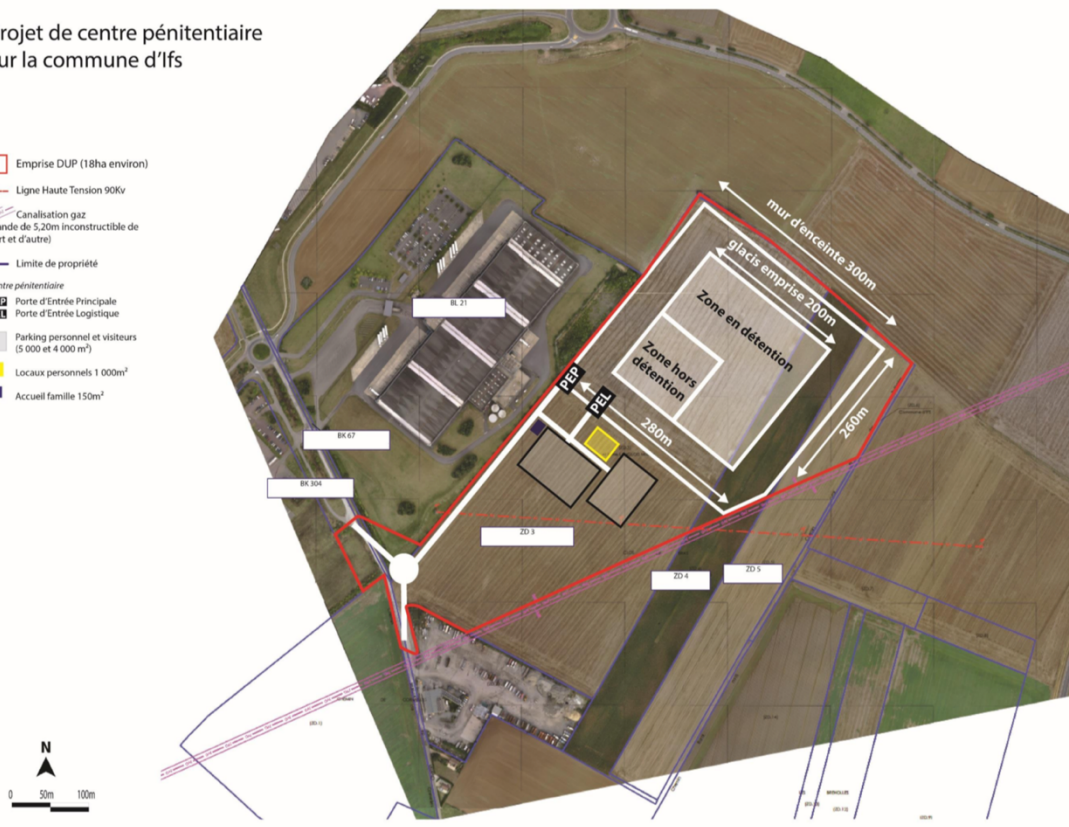 rojet de centre pénitentiaire
ur la commune d'Ifs
Emprise DUP (18ha environ)
Ligne Haute Tension 90Kv
Canalisation gaz
nde de 5,20m inconstructible de
rt et d'autre)
Limite de propriété
ntre pénitentiaire
P Porte d'Entrée Principale
L Porte d'Entrée Logistique
Parking personnel et visiteurs
(5 000 et 4 000 m²)
Locaux personnels 1 000m²
Accueil famille 150m²
mur d'enceinte 300m
glacis emprise 200m
Zone en détention
Zone hors
détention
BL 21
PEP
PEL
280m
260m
BK 67
BK 304
ZD 3
ZD 4
ZD 5
N
0 50m 100m